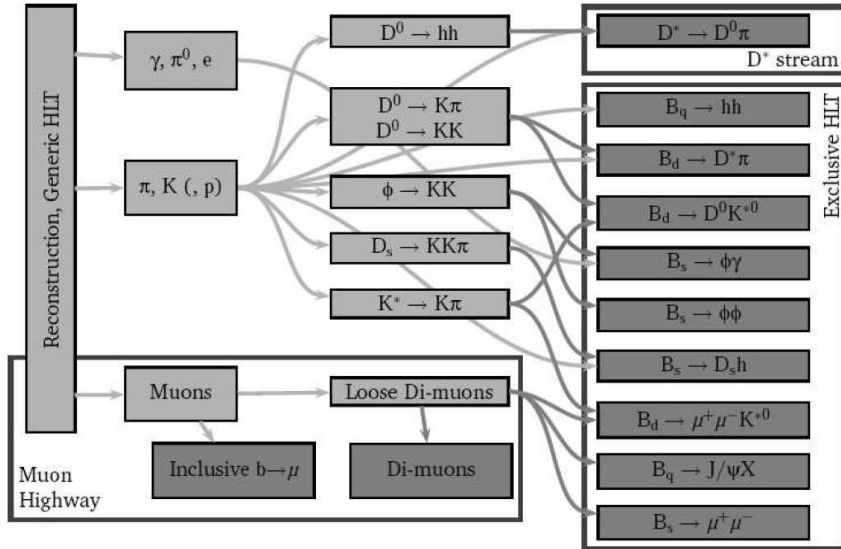 Reconstruction, Generic HLT
γ, π⁰, e
π, K (, p)
D⁰ → hh
D⁰ → Kπ
D⁰ → KK
ϕ → KK
Dₛ → KKπ
K* → Kπ
D* → D⁰π
D* stream
Exclusive HLT
B_q → hh
B_d → D*π
B_d → D⁰K*⁰
Bₛ → ϕγ
Bₛ → ϕϕ
Bₛ → Dₛh
B_d → μ⁺μ⁻K*⁰
B_q → J/ψX
Bₛ → μ⁺μ⁻
Muons
Loose Di-muons
Inclusive b→μ
Di-muons
Muon
Highway